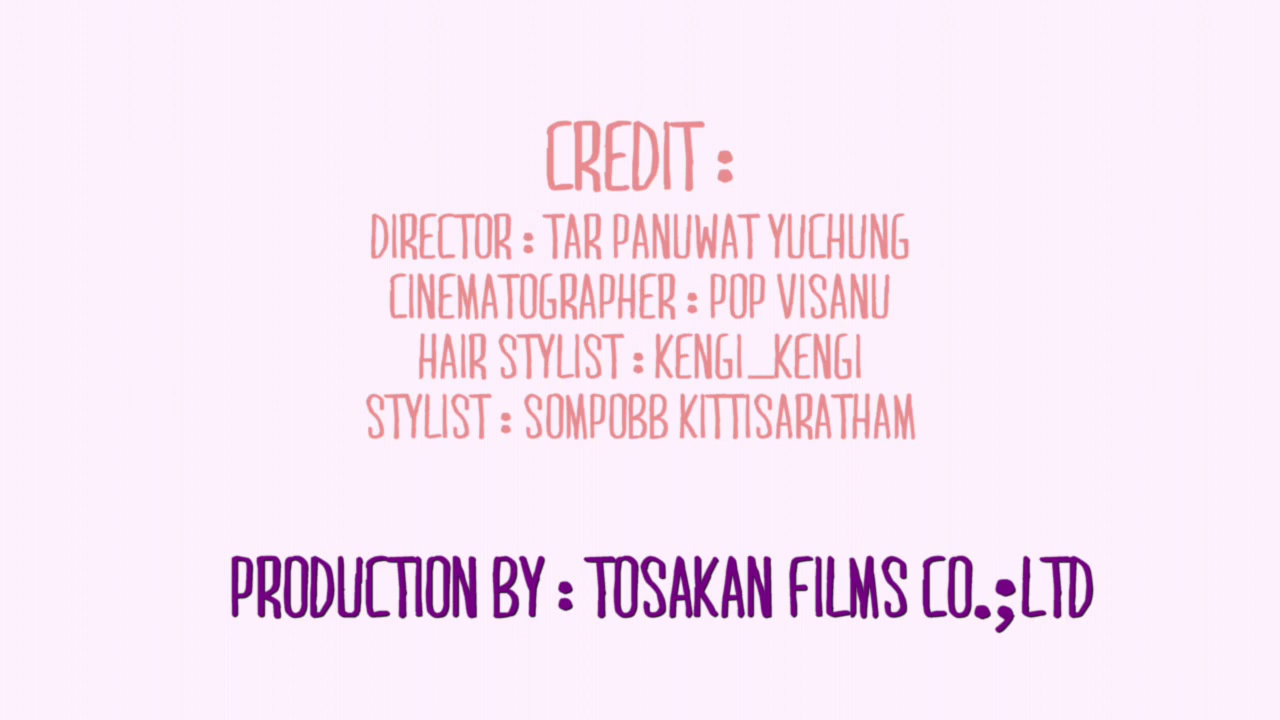 CREDIT :
DIRECTOR : TAR PANUWAT YUCHUNG
CINEMATOGRAPHER : POP VISANU
HAIR STYLIST : KENGI_KENGI
STYLIST : SOMPOBB KITTISARATHAM
PRODUCTION BY : TOSAKAN FILMS CO.;LTD